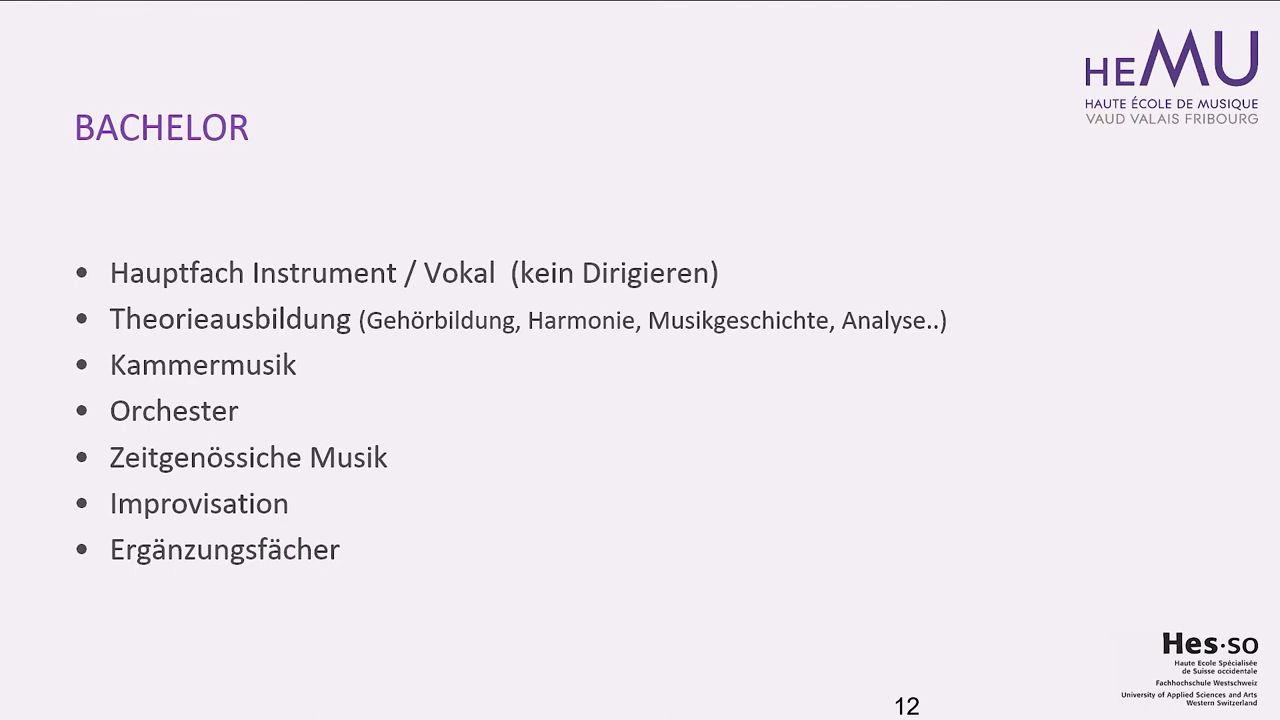 HEMU
HAUTE ÉCOLE DE MUSIQUE
VAUD VALAIS FRIBOURG
BACHELOR
• Hauptfach Instrument / Vokal (kein Dirigieren)
• Theorieausbildung (Gehörbildung, Harmonie, Musikgeschichte, Analyse..)
• Kammermusik
• Orchester
• Zeitgenössiche Musik
• Improvisation
• Ergänzungsfächer
Hes·so
Haute Ecole Spécialisée
de Suisse occidentale
Fachhochschule Westschweiz
University of Applied Sciences and Arts
Western Switzerland
12